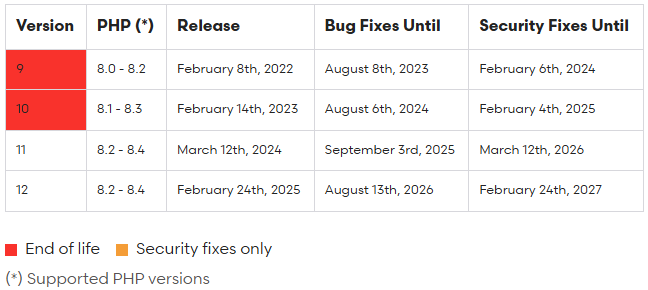 Version PHP (*) Release Bug Fixes Until Security Fixes Until
9 8.0 - 8.2 February 8th, 2022 August 8th, 2023 February 6th, 2024
10 8.1 - 8.3 February 14th, 2023 August 6th, 2024 February 4th, 2025
11 8.2 - 8.4 March 12th, 2024 September 3rd, 2025 March 12th, 2026
12 8.2 - 8.4 February 24th, 2025 August 13th, 2026 February 24th, 2027
End of life Security fixes only
(*) Supported PHP versions